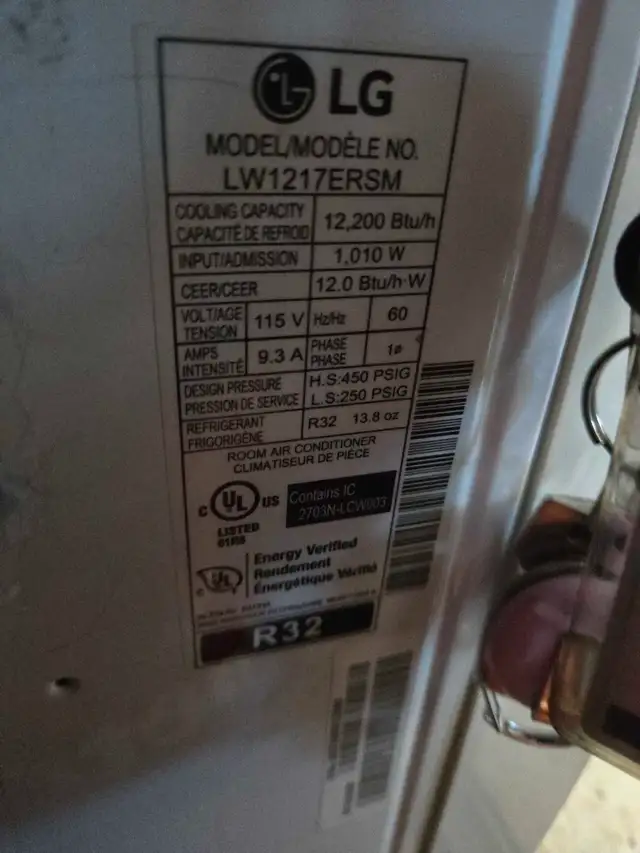 LG
MODEL/MODÈLE NO.
LW1217ERSM
COOLING CAPACITY
CAPACITÉ DE REFROID
12,200 Btu/h
INPUT/ADMISSION 1,010 W
CEER/CEER 12.0 Btu/h·W
VOLT/AGE
TENSION
115 V Hz/Hz 60
AMPS
INTENSITÉ
9.3 A
PHASE
PHASE
1ø
DESIGN PRESSURE
PRESSION DE SERVICE
H.S:450 PSIG
L.S:250 PSIG
REFRIGERANT
FRIGORIGÈNE
R32 13.8 oz
ROOM AIR CONDITIONER
CLIMATISEUR DE PIÈCE
C UL US
LISTED
Contains IC
2703N-LCW003
C UL
Energy Verified
Rendement
Énergétique Vérifié
R32